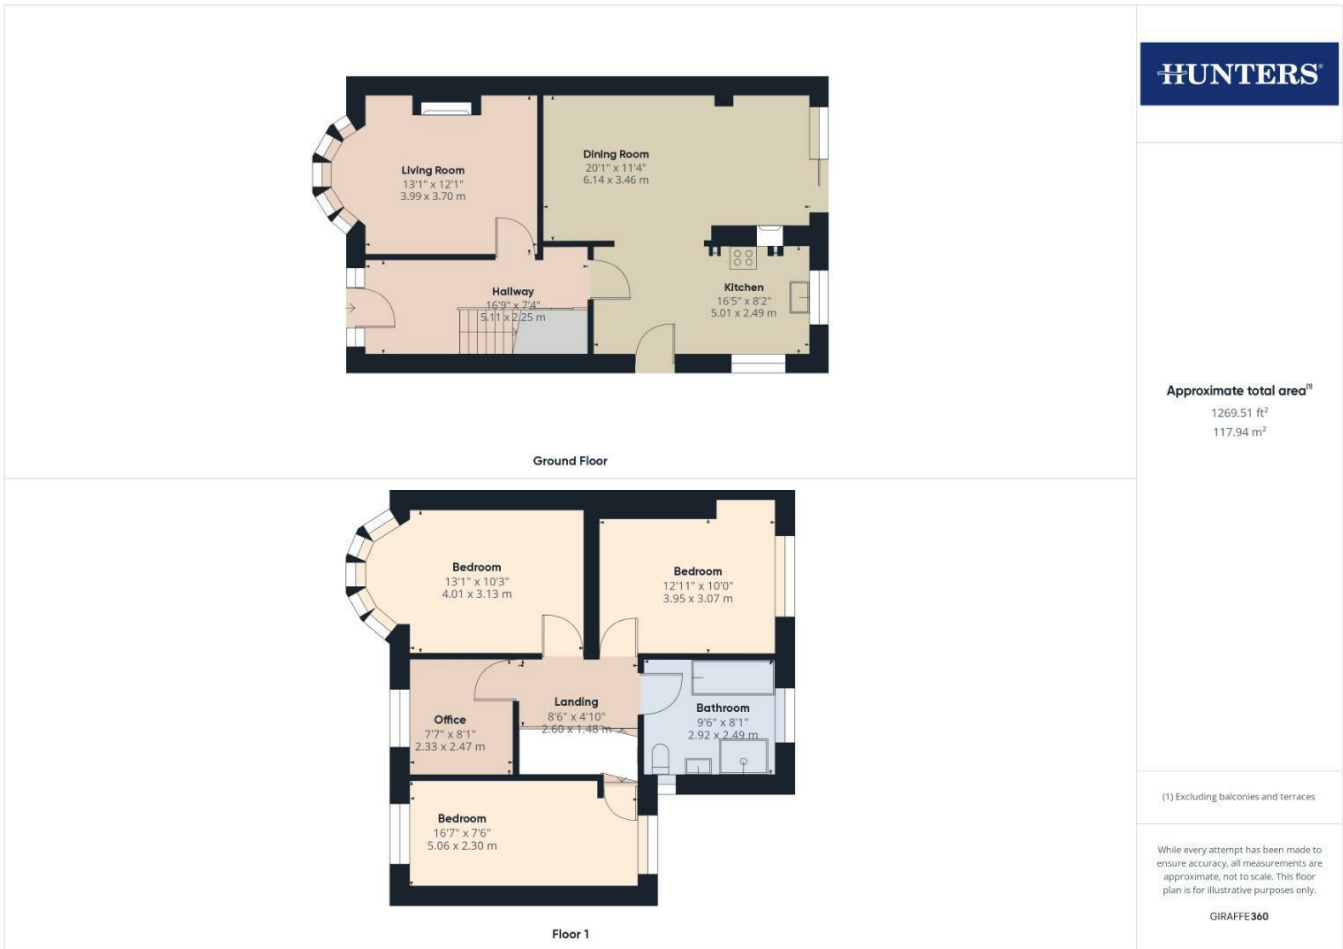 HUNTERS®
Living Room
13'1" x 12'1"
3.99 x 3.70 m
Dining Room
20'1" x 11'4"
6.14 x 3.46 m
Hallway
16'9" x 7'4"
5.11 x 2.25 m
Kitchen
16'5" x 8'2"
5.01 x 2.49 m
Ground Floor
Approximate total area⁽¹⁾
1269.51 ft²
117.94 m²
Bedroom
13'1" x 10'3"
4.01 x 3.13 m
Bedroom
12'11" x 10'0"
3.95 x 3.07 m
Office
7'7" x 8'1"
2.33 x 2.47 m
Landing
8'6" x 4'10"
2.60 x 1.48 m
Bathroom
9'6" x 8'1"
2.92 x 2.49 m
Bedroom
16'7" x 7'6"
5.06 x 2.30 m
Floor 1
(1) Excluding balconies and terraces
While every attempt has been made to
ensure accuracy, all measurements are
approximate, not to scale. This floor
plan is for illustrative purposes only.
GIRAFFE360